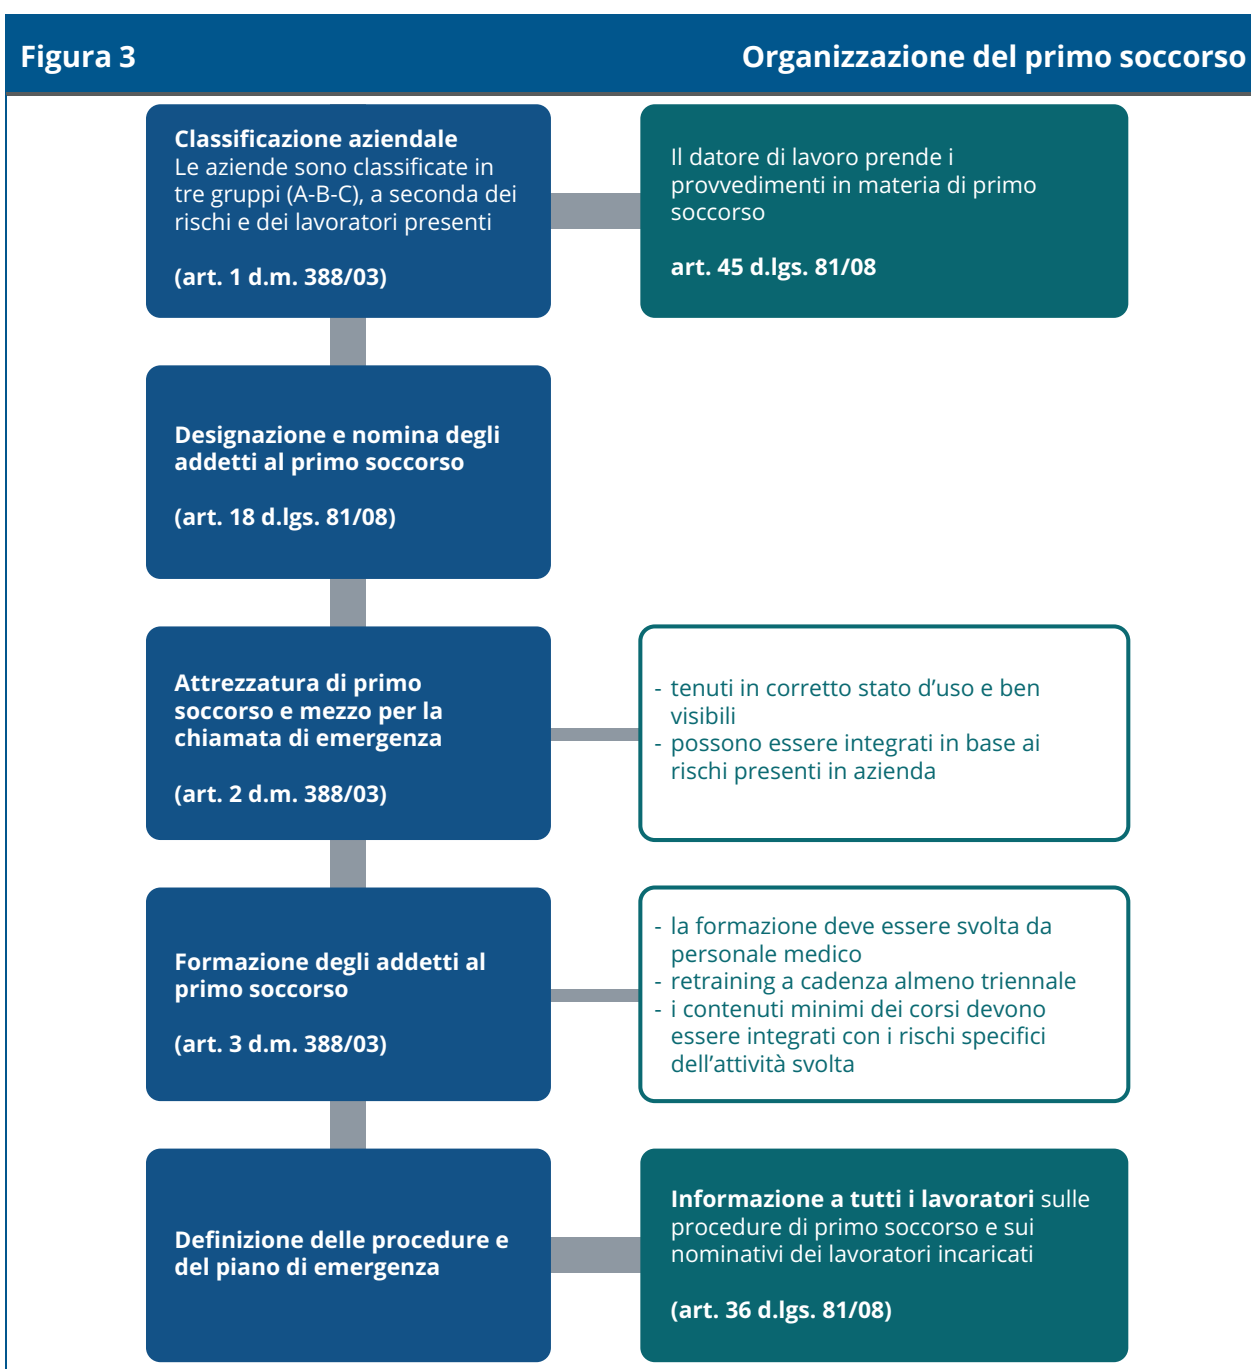 Figura 3
Organizzazione del primo soccorso
Classificazione aziendale
Le aziende sono classificate in
tre gruppi (A-B-C), a seconda dei
rischi e dei lavoratori presenti
(art. 1 d.m. 388/03)
Il datore di lavoro prende i
provvedimenti in materia di primo
soccorso
art. 45 d.lgs. 81/08
Designazione e nomina degli
addetti al primo soccorso
(art. 18 d.lgs. 81/08)
Attrezzatura di primo
soccorso e mezzo per la
chiamata di emergenza
(art. 2 d.m. 388/03)
- tenuti in corretto stato d’uso e ben
visibili
- possono essere integrati in base ai
rischi presenti in azienda
Formazione degli addetti al
primo soccorso
(art. 3 d.m. 388/03)
- la formazione deve essere svolta da
personale medico
- retraining a cadenza almeno triennale
- i contenuti minimi dei corsi devono
essere integrati con i rischi specifici
dell’attività svolta
Definizione delle procedure e
del piano di emergenza
Informazione a tutti i lavoratori sulle
procedure di primo soccorso e sui
nominativi dei lavoratori incaricati
(art. 36 d.lgs. 81/08)